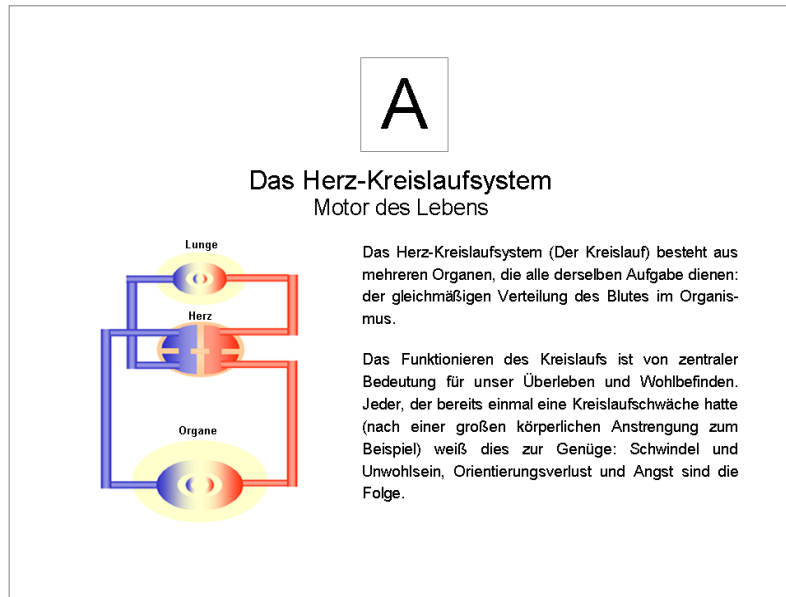 A
Das Herz-Kreislaufsystem
Motor des Lebens
Lunge
Herz
Organe
Das Herz-Kreislaufsystem (Der Kreislauf) besteht aus
mehreren Organen, die alle derselben Aufgabe dienen:
der gleichmäßigen Verteilung des Blutes im Organis-
mus.
Das Funktionieren des Kreislaufs ist von zentraler
Bedeutung für unser Überleben und Wohlbefinden.
Jeder, der bereits einmal eine Kreislaufschwäche hatte
(nach einer großen körperlichen Anstrengung zum
Beispiel) weiß dies zur Genüge: Schwindel und
Unwohlsein, Orientierungsverlust und Angst sind die
Folge.